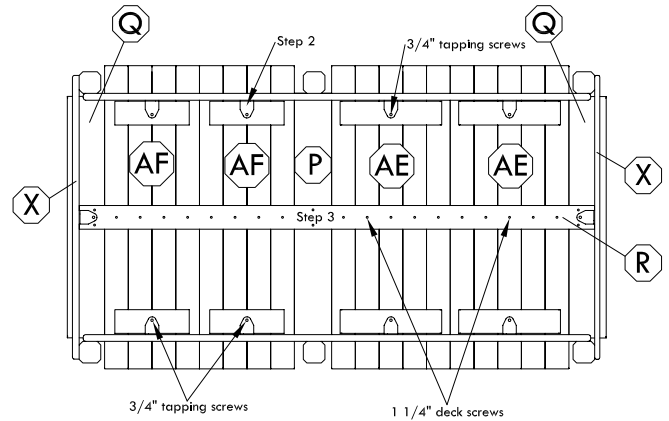 Q
Q
Step 2
3/4" tapping screws
AF
AF
P
AE
AE
X
X
Step 3
R
3/4" tapping screws
1 1/4" deck screws